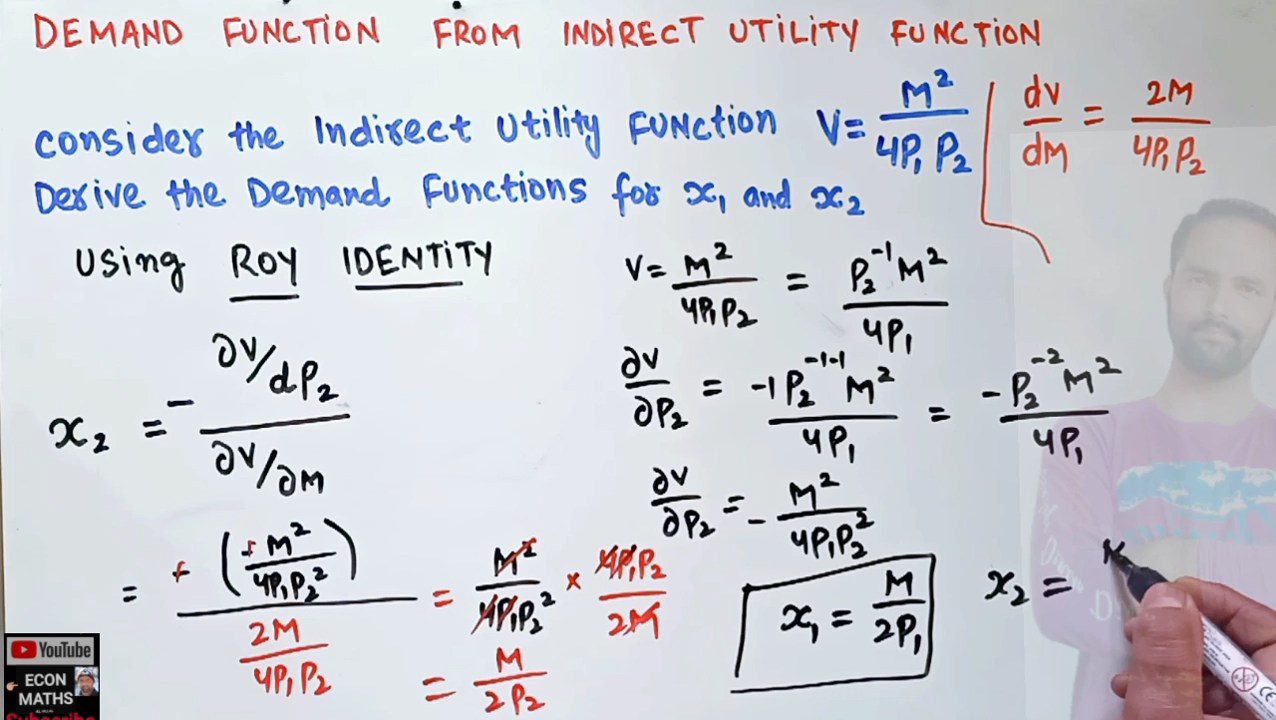 DEMAND FUNCTION FROM INDIRECT UTILITY FUNCTION
consider the Indirect Utility FUNCTION V = M² / 4P₁P₂
dv/dM = 2M / 4P₁P₂
Derive the Demand Functions for x₁ and x₂
Using ROY IDENTITY
x₂ = - (∂V/dP₂) / (∂V/∂M)
V = M² / 4P₁P₂ = P₂⁻¹M² / 4P₁
∂V/∂P₂ = -1P₂⁻¹⁻¹M² / 4P₁ = -P₂⁻²M² / 4P₁
∂V/∂P₂ = - M² / 4P₁P₂²
= + (+ M² / 4P₁P₂²) / (2M / 4P₁P₂) = M² / 4P₁P₂² × 4P₁P₂ / 2M
= M / 2P₂
x₁ = M / 2P₁
x₂ =
YouTube
ECON
MATHS
Subscribe